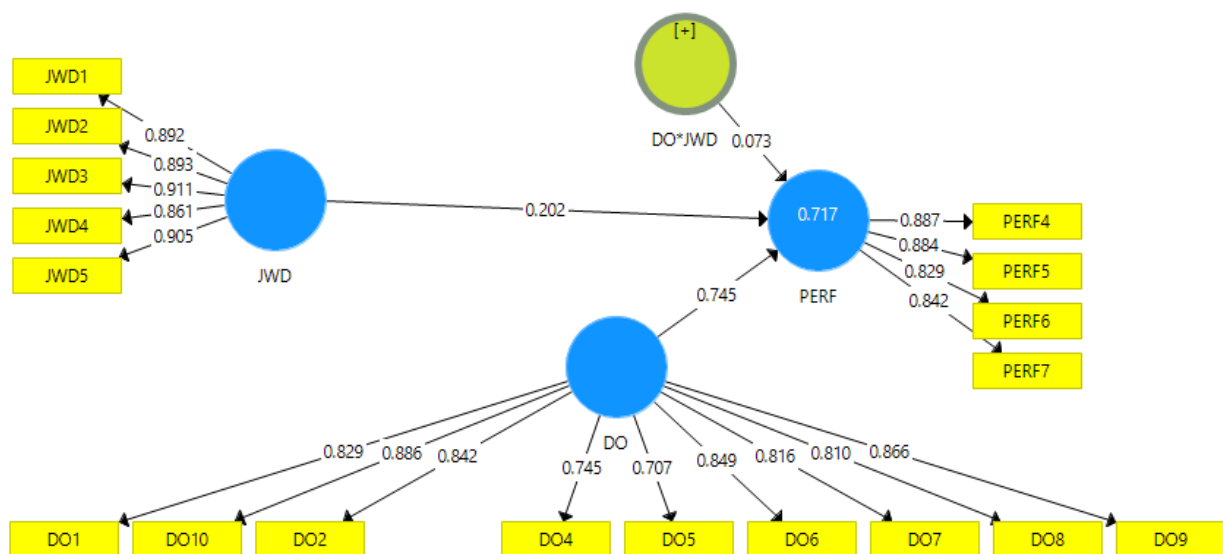 [+]
JWD1
JWD2
JWD3
JWD4
JWD5
0.892
0.893
0.911
0.861
0.905
JWD
0.202
DO*JWD
0.073
0.717
PERF
0.887
0.884
0.829
0.842
PERF4
PERF5
PERF6
PERF7
0.745
DO
0.829
0.886
0.842
0.745
0.707
0.849
0.816
0.810
0.866
DO1
DO10
DO2
DO4
DO5
DO6
DO7
DO8
DO9